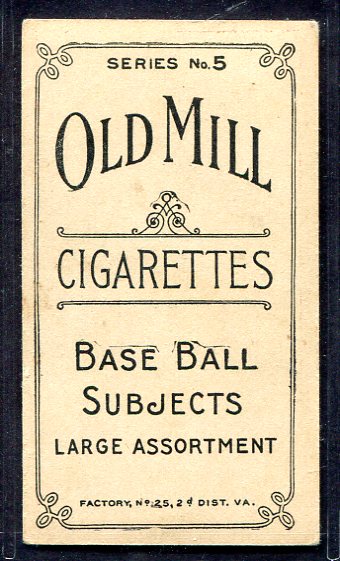 SERIES No. 5
OLD MILL
CIGARETTES
BASE BALL
SUBJECTS
LARGE ASSORTMENT
FACTORY, No. 25, 2d DIST. VA.